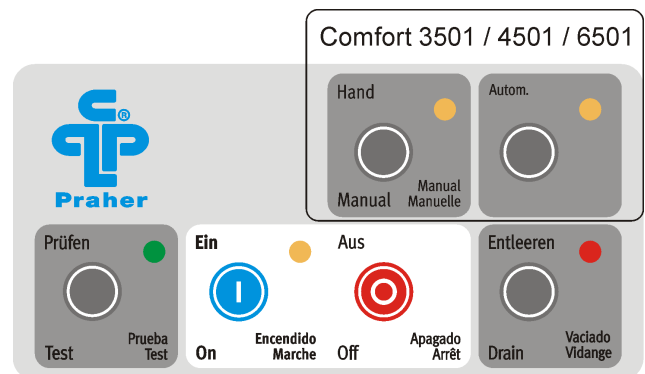 Comfort 3501 / 4501 / 6501
Hand
Manual
Manual
Manuelle
Autom.
®
Praher
Prüfen
Test
Prueba
Test
Ein
On
Encendido
Marche
Aus
Off
Apagado
Arrêt
Entleeren
Drain
Vaciado
Vidange